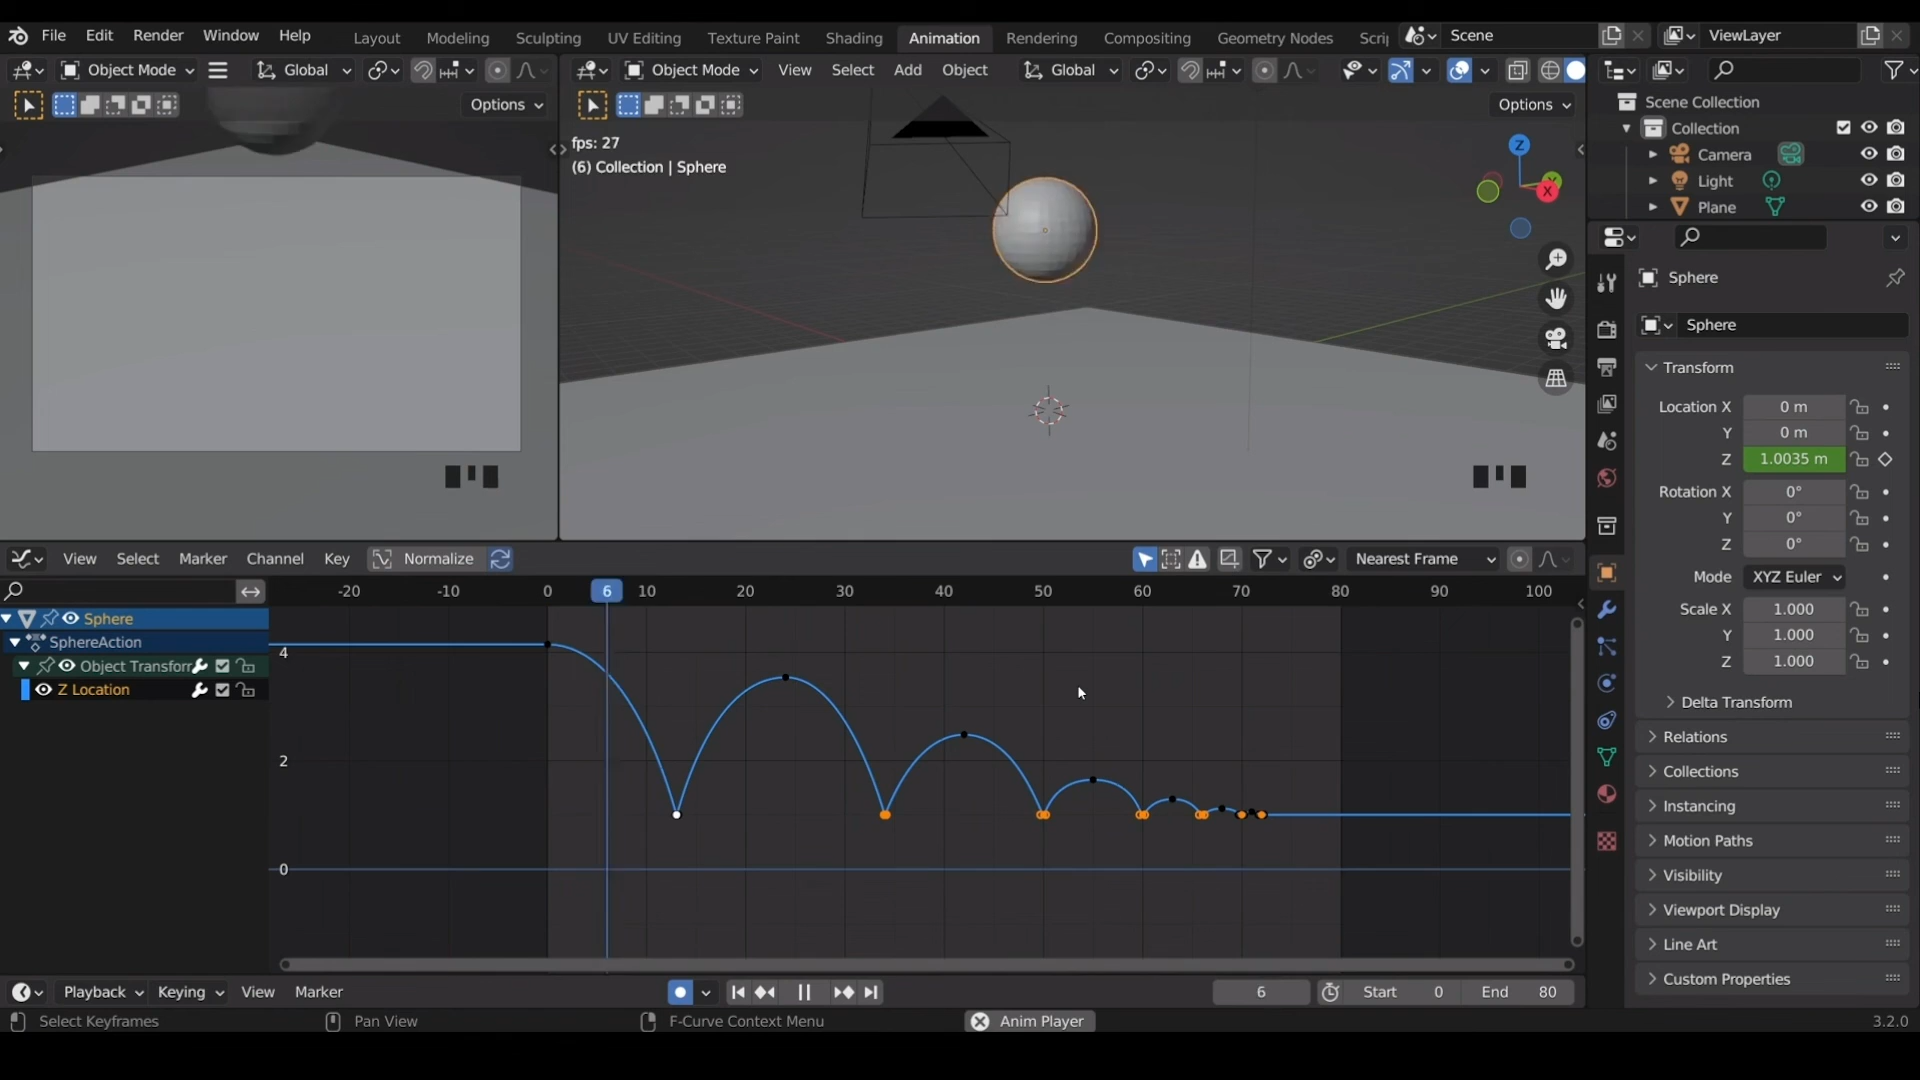 File Edit Render Window Help Layout Modeling Sculpting UV Editing Texture Paint Shading Animation Rendering Compositing Geometry Nodes Scrip Scene ViewLayer
Object Mode Global Object Mode View Select Add Object Global
Options Options
fps: 27
(6) Collection | Sphere
Z
X
Scene Collection
Collection
Camera
Light
Plane
Sphere
Sphere
Transform
Location X 0 m
Y 0 m
Z 1.0035 m
Rotation X 0°
Y 0°
Z 0°
Mode XYZ Euler
Scale X 1.000
Y 1.000
Z 1.000
Delta Transform
Relations
Collections
Instancing
Motion Paths
Visibility
Viewport Display
Line Art
Custom Properties
View Select Marker Channel Key Normalize Nearest Frame
-20 -10 0 6 10 20 30 40 50 60 70 80 90 100
Sphere
SphereAction
Object Transform
Z Location
4
2
0
Playback Keying View Marker 6 Start 0 End 80
Select Keyframes Pan View F-Curve Context Menu Anim Player 3.2.0